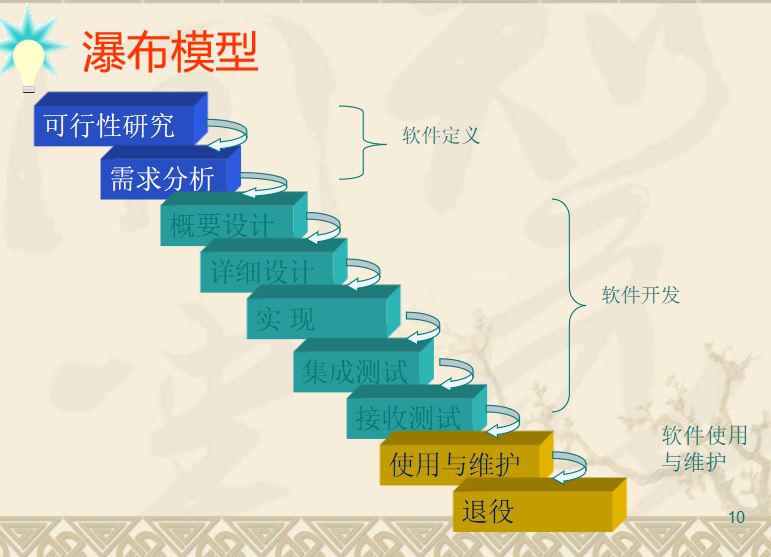 瀑布模型
可行性研究
软件定义
需求分析
概要设计
详细设计
软件开发
实 现
集成测试
接收测试
使用与维护
软件使用
与维护
退役
10